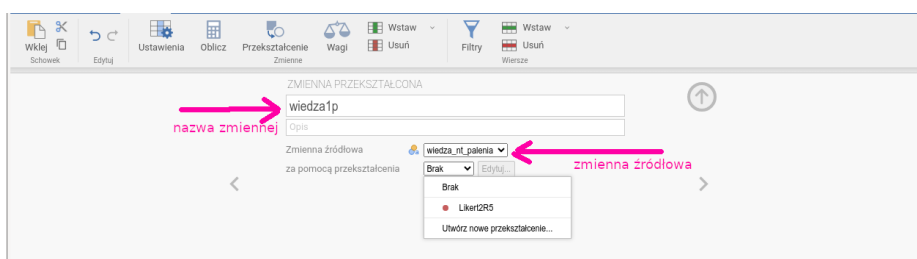 Wklej
Schowek
Edytuj
Ustawienia
Oblicz
Przekształcenie
Wagi
Wstaw
Usuń
Zmienne
Filtry
Wstaw
Usuń
Wiersze
ZMIENNA PRZEKSZTAŁCONA
wiedza1p
nazwa zmiennej
Opis
Zmienna źródłowa
wiedza_nt_palenia
zmienna źródłowa
za pomocą przekształcenia
Brak
Edytuj...
Brak
Likert2R5
Utwórz nowe przekształcenie...